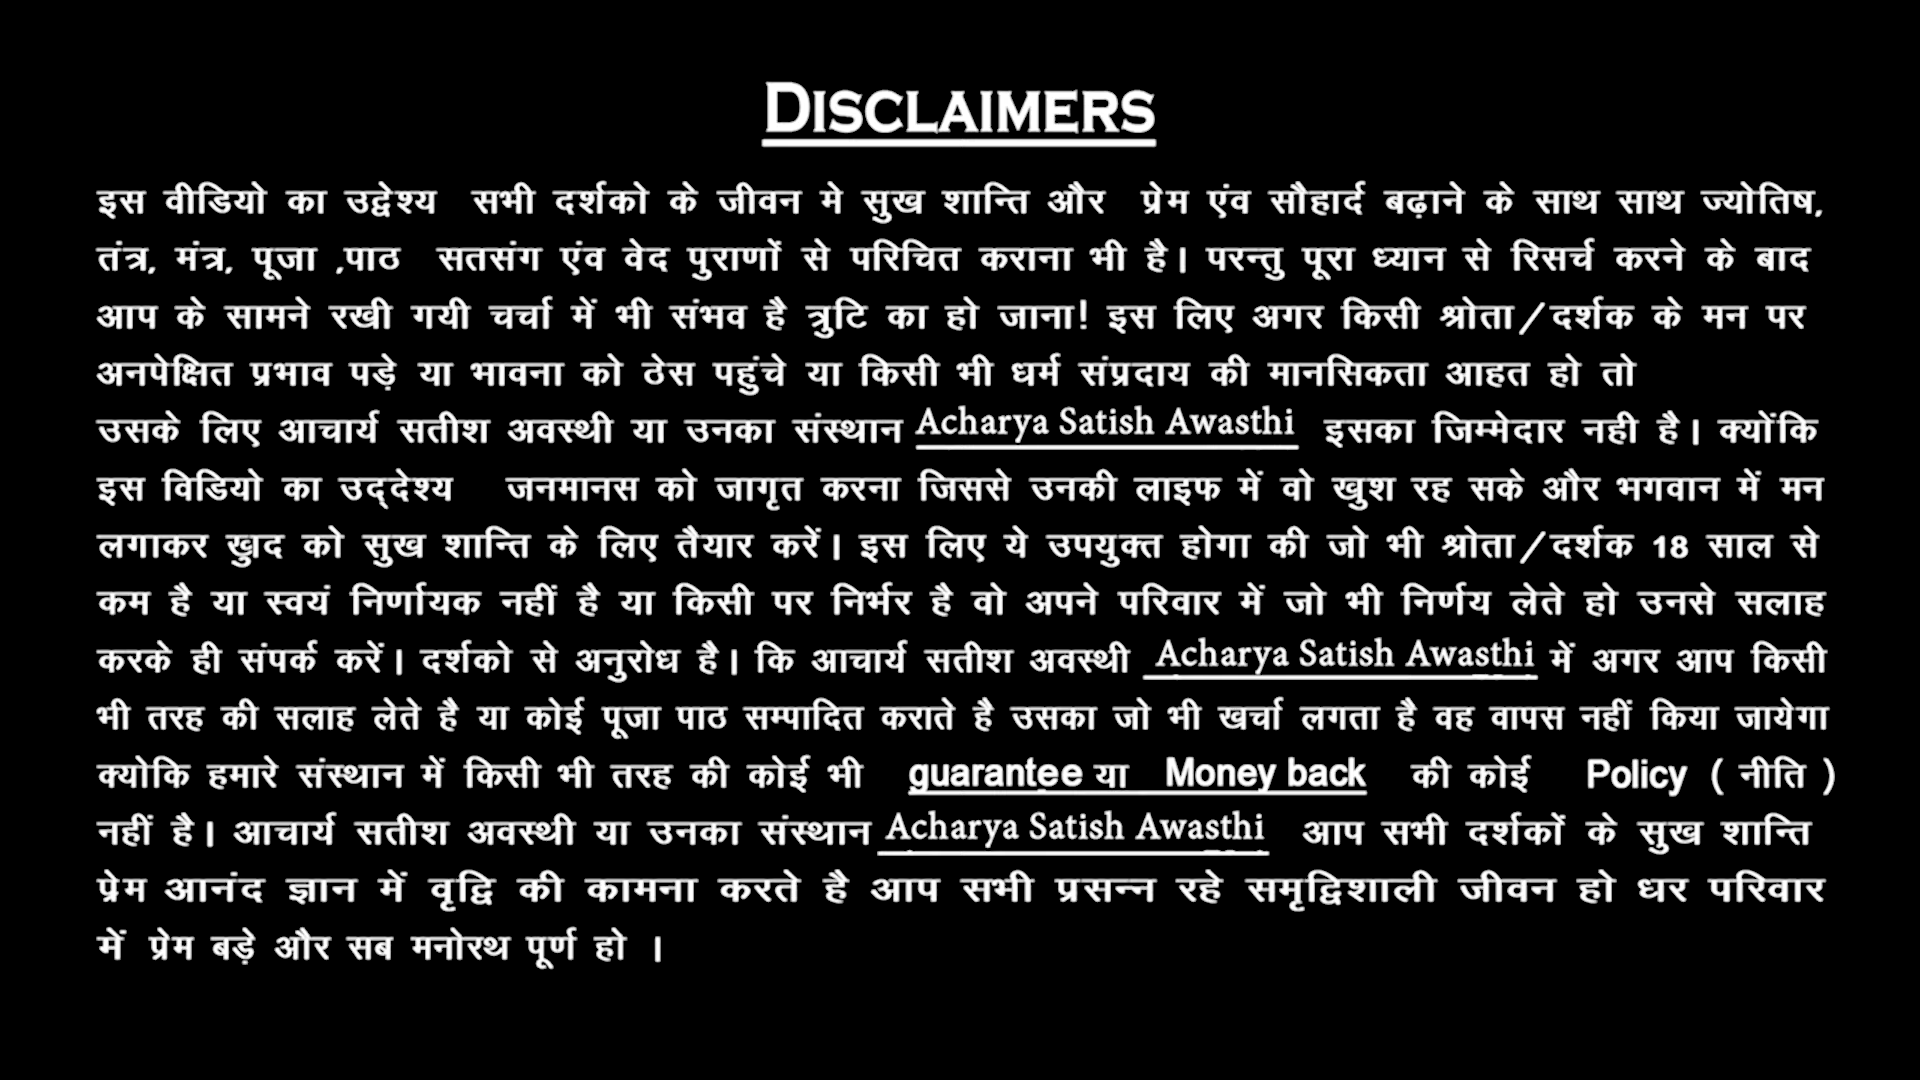 DISCLAIMERS
इस वीडियो का उद्वेश्य सभी दर्शको के जीवन मे सुख शान्ति और प्रेम एंव सौहार्द बढ़ाने के साथ साथ ज्योतिष,
तंत्र, मंत्र, पूजा ,पाठ सतसंग एंव वेद पुराणों से परिचित कराना भी है। परन्तु पूरा ध्यान से रिसर्च करने के बाद
आप के सामने रखी गयी चर्चा में भी संभव है त्रुटि का हो जाना! इस लिए अगर किसी श्रोता/दर्शक के मन पर
अनपेक्षित प्रभाव पड़े या भावना को ठेस पहुंचे या किसी भी धर्म संप्रदाय की मानसिकता आहत हो तो
उसके लिए आचार्य सतीश अवस्थी या उनका संस्थान Acharya Satish Awasthi इसका जिम्मेदार नही है। क्योंकि
इस विडियो का उद्‌देश्य जनमानस को जागृत करना जिससे उनकी लाइफ में वो खुश रह सके और भगवान में मन
लगाकर खुाद को सुख शान्ति के लिए तैयार करें। इस लिए ये उपयुक्त होगा की जो भी श्रोता/दर्शक 18 साल से
कम है या स्वयं निर्णायक नहीं है या किसी पर निर्भर है वो अपने परिवार में जो भी निर्णय लेते हो उनसे सलाह
करके ही संपर्क करें। दर्शको से अनुरोध है। कि आचार्य सतीश अवस्थी Acharya Satish Awasthi में अगर आप किसी
भी तरह की सलाह लेते है या कोई पूजा पाठ सम्पादित कराते है उसका जो भी खर्चा लगता है वह वापस नहीं किया जायेगा
क्योकि हमारे संस्थान में किसी भी तरह की कोई भी guarantee या Money back की कोई Policy ( नीति )
नहीं है। आचार्य सतीश अवस्थी या उनका संस्थान Acharya Satish Awasthi आप सभी दर्शकों के सुख शान्ति
प्रेम आनंद ज्ञान में वृद्वि की कामना करते है आप सभी प्रसन्न रहे समृद्विशाली जीवन हो धर परिवार
में प्रेम बड़े और सब मनोरथ पूर्ण हो ।